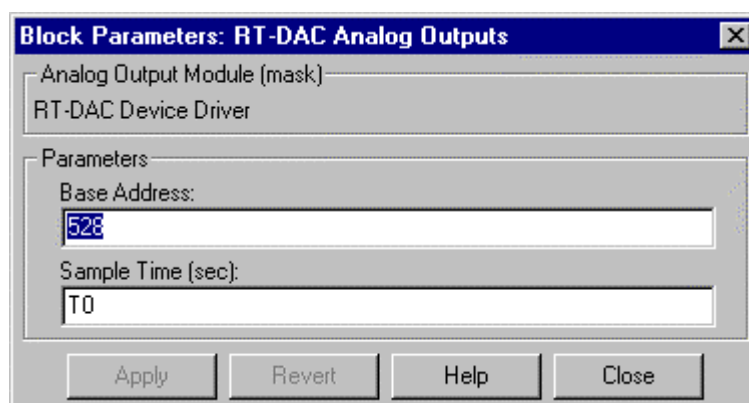 Block Parameters: RT-DAC Analog Outputs
Analog Output Module (mask)
RT-DAC Device Driver
Parameters
Base Address:
528
Sample Time (sec):
T0
Apply Revert Help Close